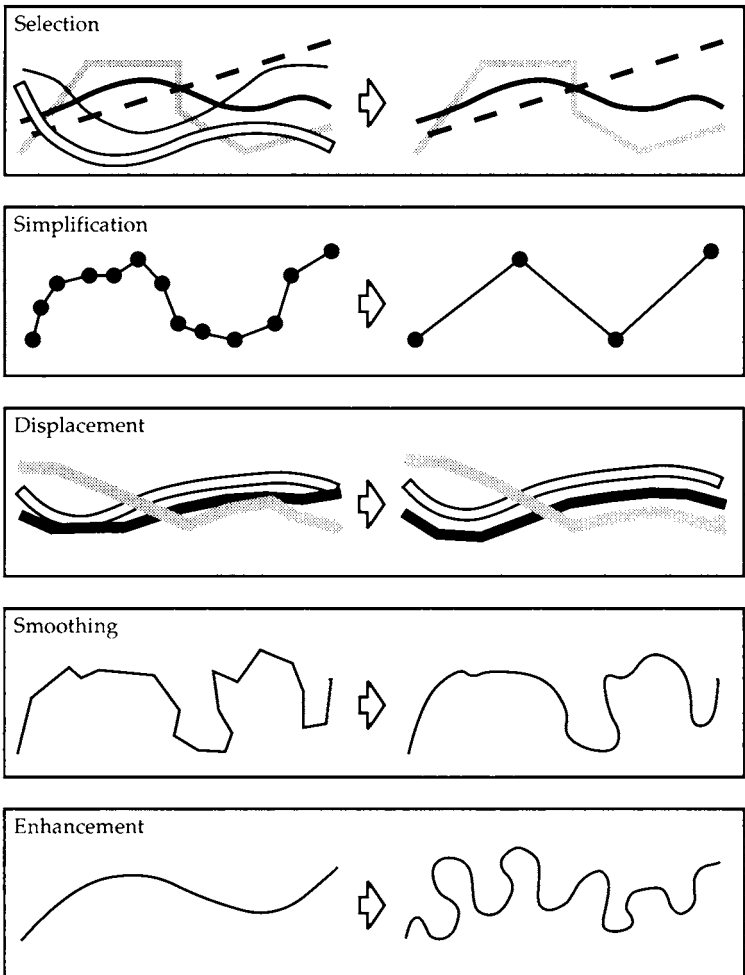 Selection
Simplification
Displacement
Smoothing
Enhancement